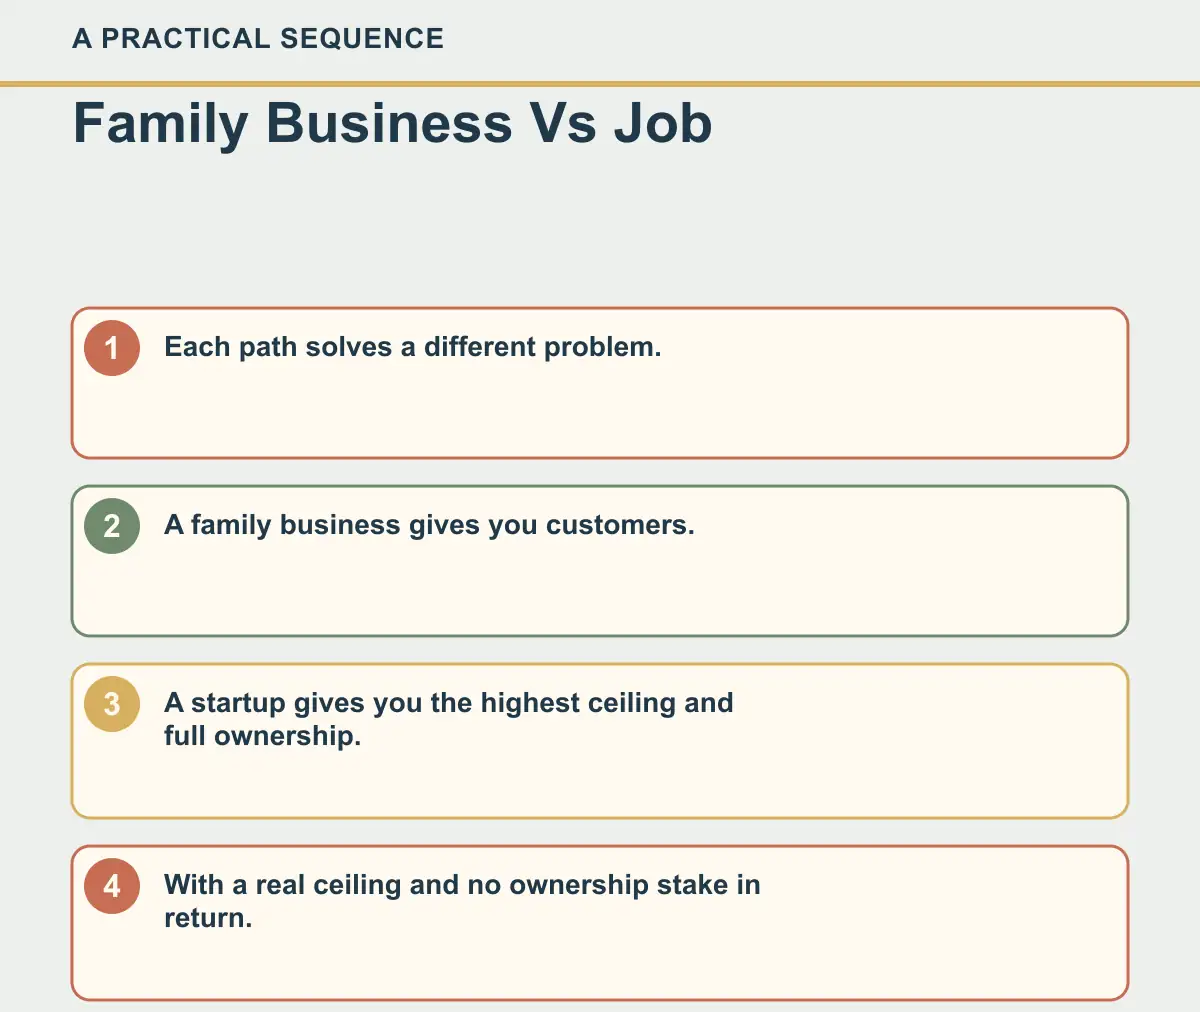 A PRACTICAL SEQUENCE
Family Business Vs Job
1
Each path solves a different problem.
2
A family business gives you customers.
3
A startup gives you the highest ceiling and
full ownership.
4
With a real ceiling and no ownership stake in
return.